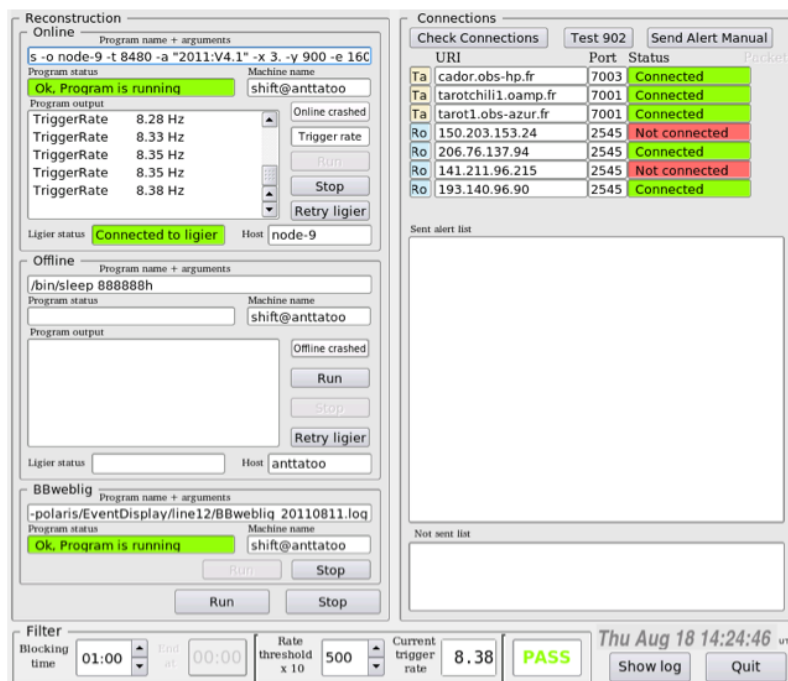 Reconstruction
Online
Program name + arguments
s -o node-9 -t 8480 -a "2011:V4.1" -x 3. -y 900 -e 160
Program status
Machine name
Ok, Program is running
shift@anttatoo
Program output
TriggerRate 8.28 Hz
TriggerRate 8.33 Hz
TriggerRate 8.35 Hz
TriggerRate 8.35 Hz
TriggerRate 8.38 Hz
Online crashed
Trigger rate
Run
Stop
Retry ligier
Ligier status
Connected to ligier
Host
node-9
Offline
Program name + arguments
/bin/sleep 888888h
Program status
Machine name
shift@anttatoo
Program output
Offline crashed
Run
Stop
Retry ligier
Ligier status
Host
anttatoo
BBweblig
Program name + arguments
-polaris/EventDisplay/line12/BBweblig_20110811.log
Program status
Machine name
Ok, Program is running
shift@anttatoo
Run
Stop
Run
Stop
Connections
Check Connections
Test 902
Send Alert Manual
URI Port Status Packet
Ta cador.obs-hp.fr 7003 Connected
Ta tarotchili1.oamp.fr 7001 Connected
Ta tarot1.obs-azur.fr 7001 Connected
Ro 150.203.153.24 2545 Not connected
Ro 206.76.137.94 2545 Connected
Ro 141.211.96.215 2545 Not connected
Ro 193.140.96.90 2545 Connected
Sent alert list
Not sent list
Filter
Blocking
time
01:00
End
at
00:00
Rate
threshold
x 10
500
Current
trigger
rate
8.38
PASS
Thu Aug 18 14:24:46
Show log
Quit